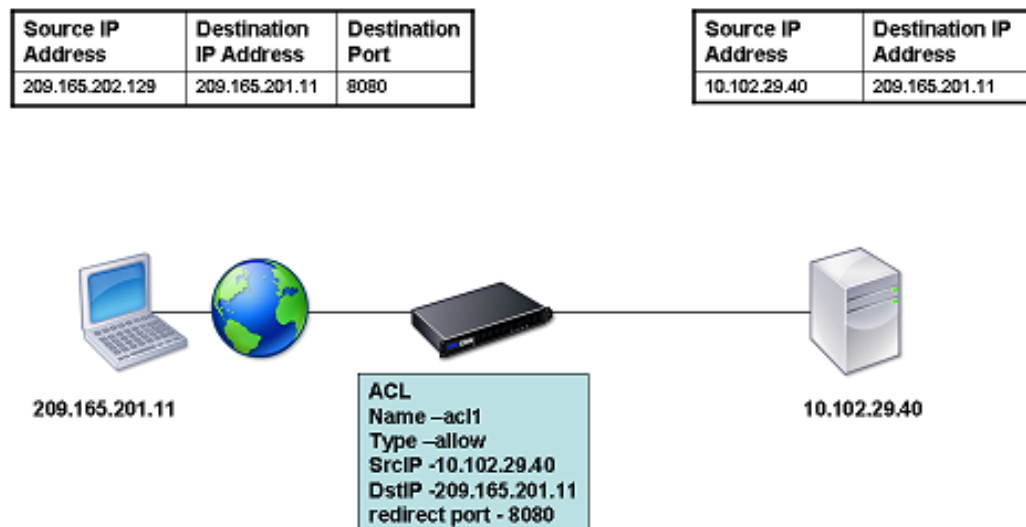 Source IP Address
Destination IP Address
Destination Port
209.165.202.129
209.165.201.11
8080
Source IP Address
Destination IP Address
10.102.29.40
209.165.201.11
209.165.201.11
10.102.29.40
ACL
Name –acl1
Type –allow
SrcIP -10.102.29.40
DstIP -209.165.201.11
redirect port - 8080